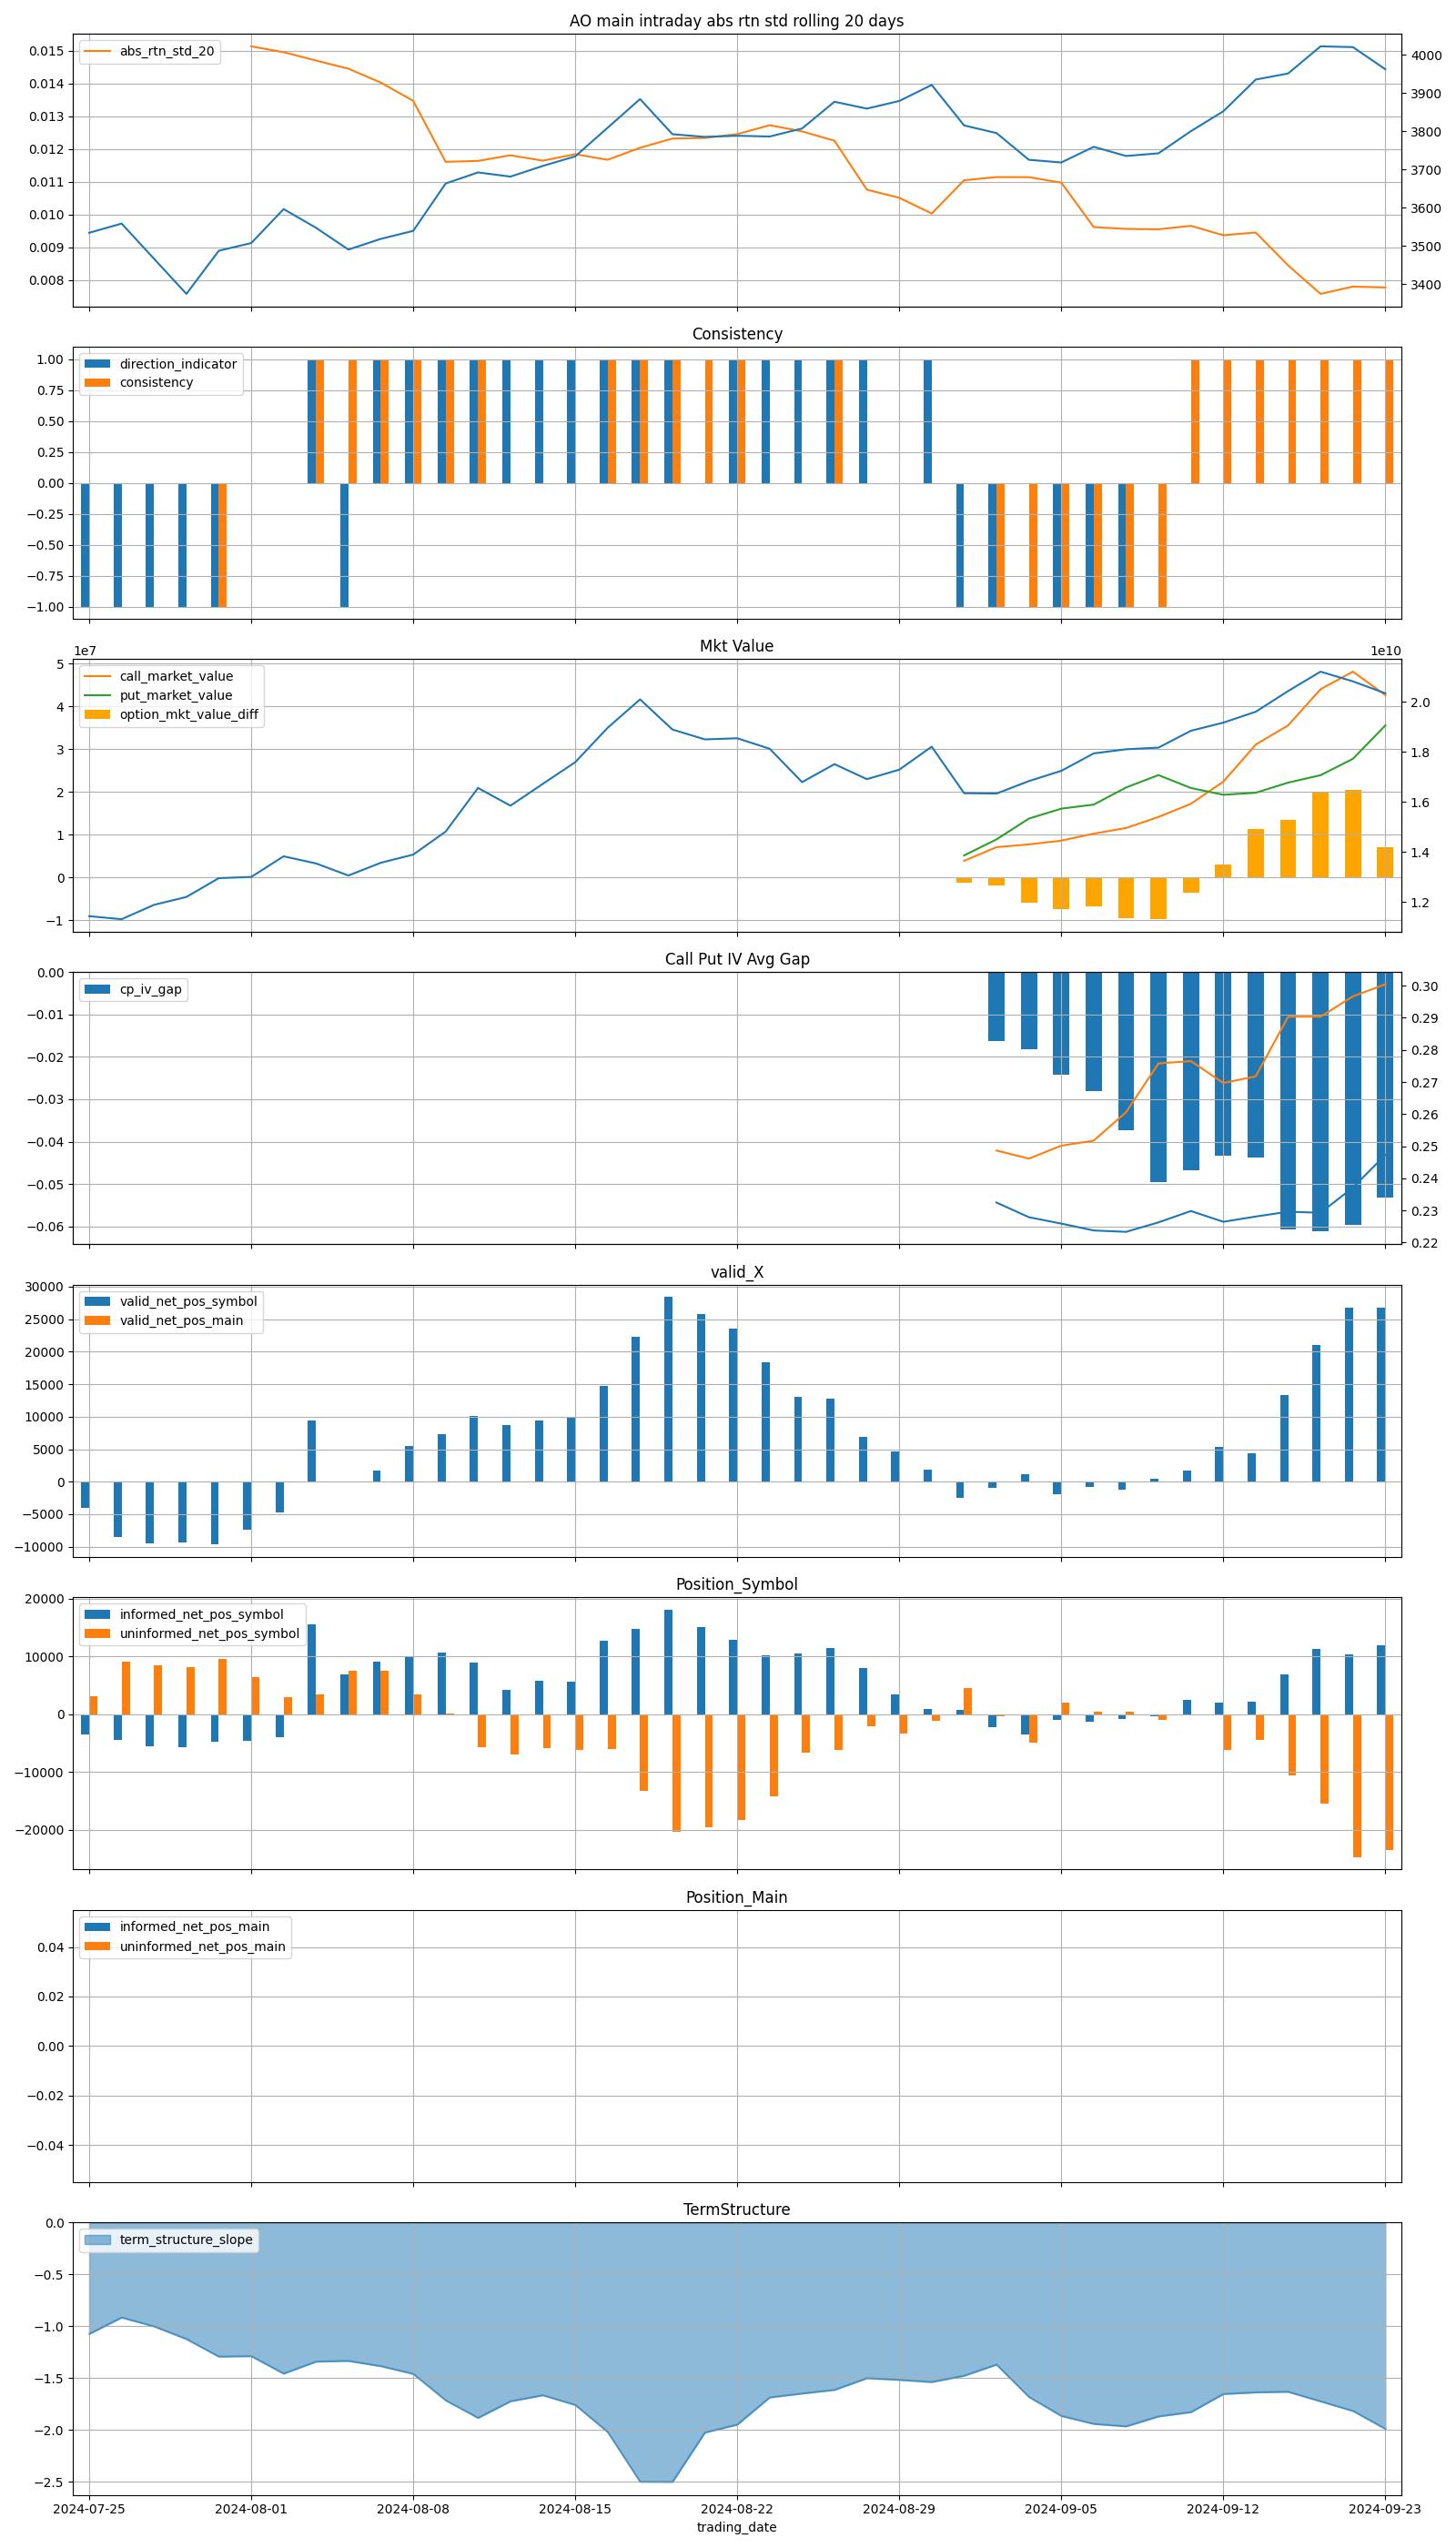 AO main intraday abs rtn std rolling 20 days
abs_rtn_std_20
0.015
0.014
0.013
0.012
0.011
0.010
0.009
0.008
4000
3900
3800
3700
3600
3500
3400
Consistency
direction_indicator
consistency
1.00
0.75
0.50
0.25
0.00
−0.25
−0.50
−0.75
−1.00
Mkt Value
1e7
1e10
call_market_value
put_market_value
option_mkt_value_diff
5
4
3
2
1
0
−1
2.0
1.8
1.6
1.4
1.2
Call Put IV Avg Gap
cp_iv_gap
0.00
−0.01
−0.02
−0.03
−0.04
−0.05
−0.06
0.30
0.29
0.28
0.27
0.26
0.25
0.24
0.23
0.22
valid_X
valid_net_pos_symbol
valid_net_pos_main
30000
25000
20000
15000
10000
5000
0
−5000
−10000
Position_Symbol
informed_net_pos_symbol
uninformed_net_pos_symbol
20000
10000
0
−10000
−20000
Position_Main
informed_net_pos_main
uninformed_net_pos_main
0.04
0.02
0.00
−0.02
−0.04
TermStructure
term_structure_slope
0.0
−0.5
−1.0
−1.5
−2.0
−2.5
2024-07-25 2024-08-01 2024-08-08 2024-08-15 2024-08-22 2024-08-29 2024-09-05 2024-09-12 2024-09-23
trading_date